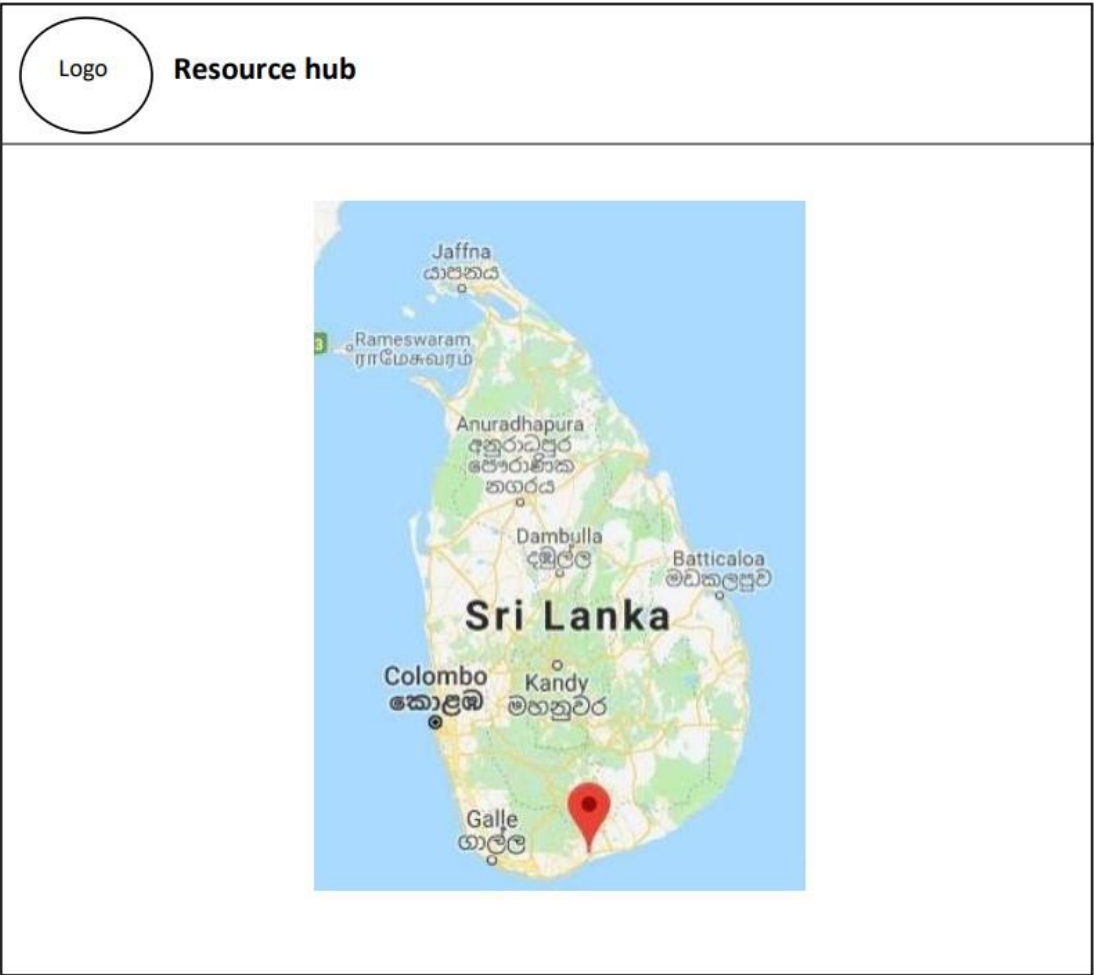 Logo
Resource hub
Jaffna
යාපනය
Rameswaram
ராமேசுவரம்
3
Anuradhapura
අනුරාධපුර
පෞරාණික
නගරය
Dambulla
දඹුල්ල
Batticaloa
මඩකලපුව
Sri Lanka
Colombo
කොළඹ
Kandy
මහනුවර
Galle
ගාල්ල